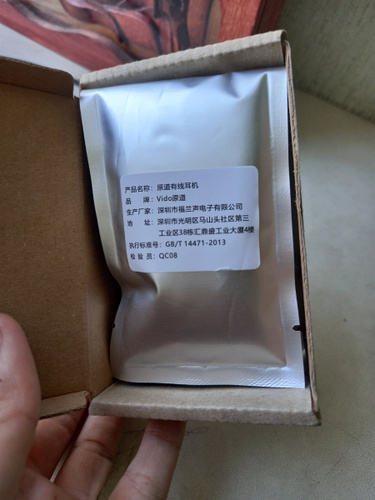 产品名称：原道有线耳机
品　　牌：Vido原道
生产厂家：深圳市福兰声电子有限公司
地　　址：深圳市光明区马山头社区第三
工业区38栋汇鼎盛工业大厦4楼
执行标准号：GB/T 14471-2013
检 验 员：QC08